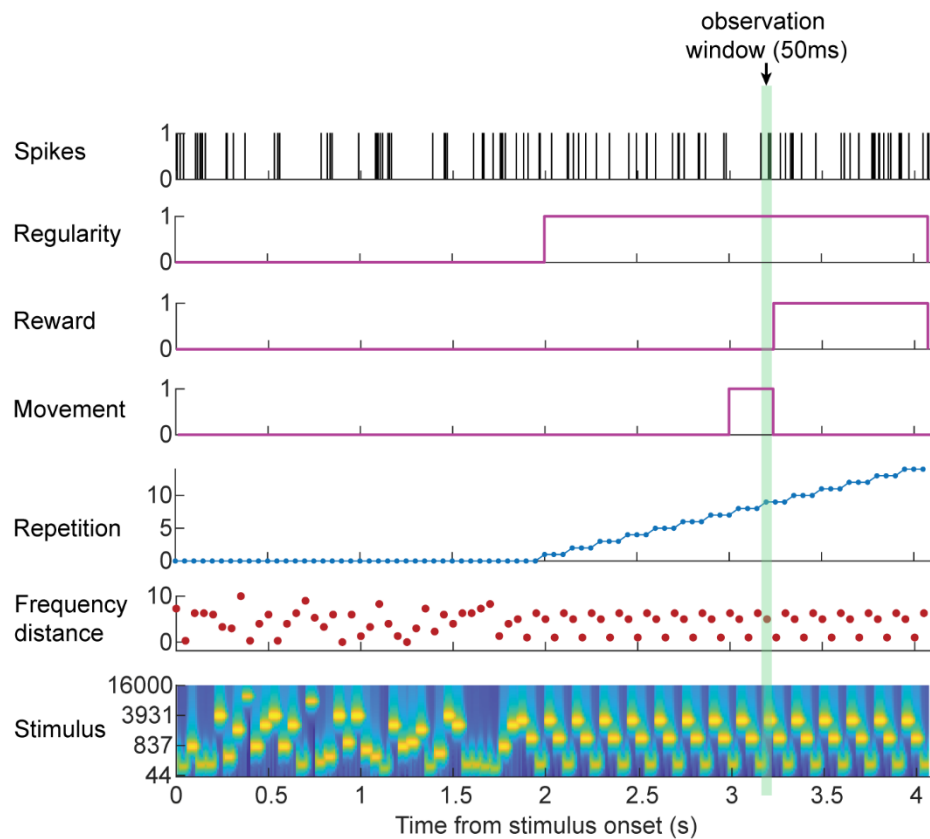 observation
window (50ms)
Spikes
1
0
Regularity
1
0
Reward
1
0
Movement
1
0
Repetition
10
5
0
Frequency
distance
10
0
Stimulus
16000
3931
837
44
0 0.5 1 1.5 2 2.5 3 3.5 4
Time from stimulus onset (s)